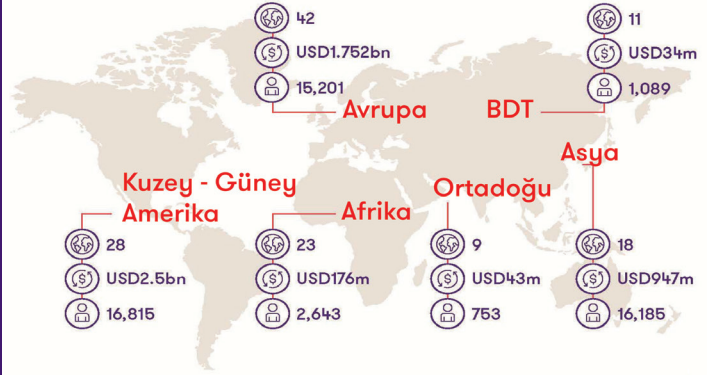 42
USD1.752bn
15,201
Avrupa
11
USD34m
1,089
BDT
Asya
18
USD947m
16,185
Kuzey - Güney
Amerika
28
USD2.5bn
16,815
Afrika
23
USD176m
2,643
Ortadoğu
9
USD43m
753